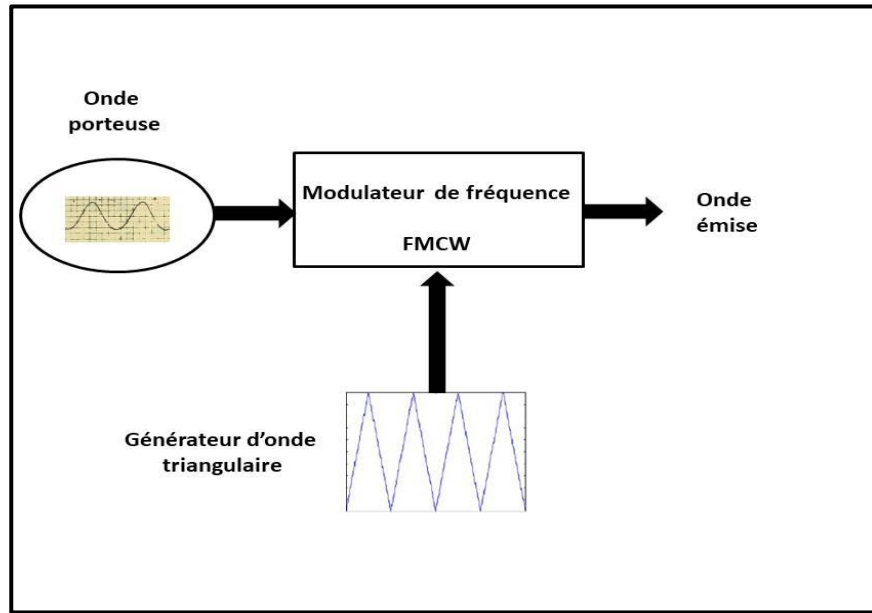 Onde
porteuse
Modulateur de fréquence
FMCW
Onde
émise
Générateur d'onde
triangulaire